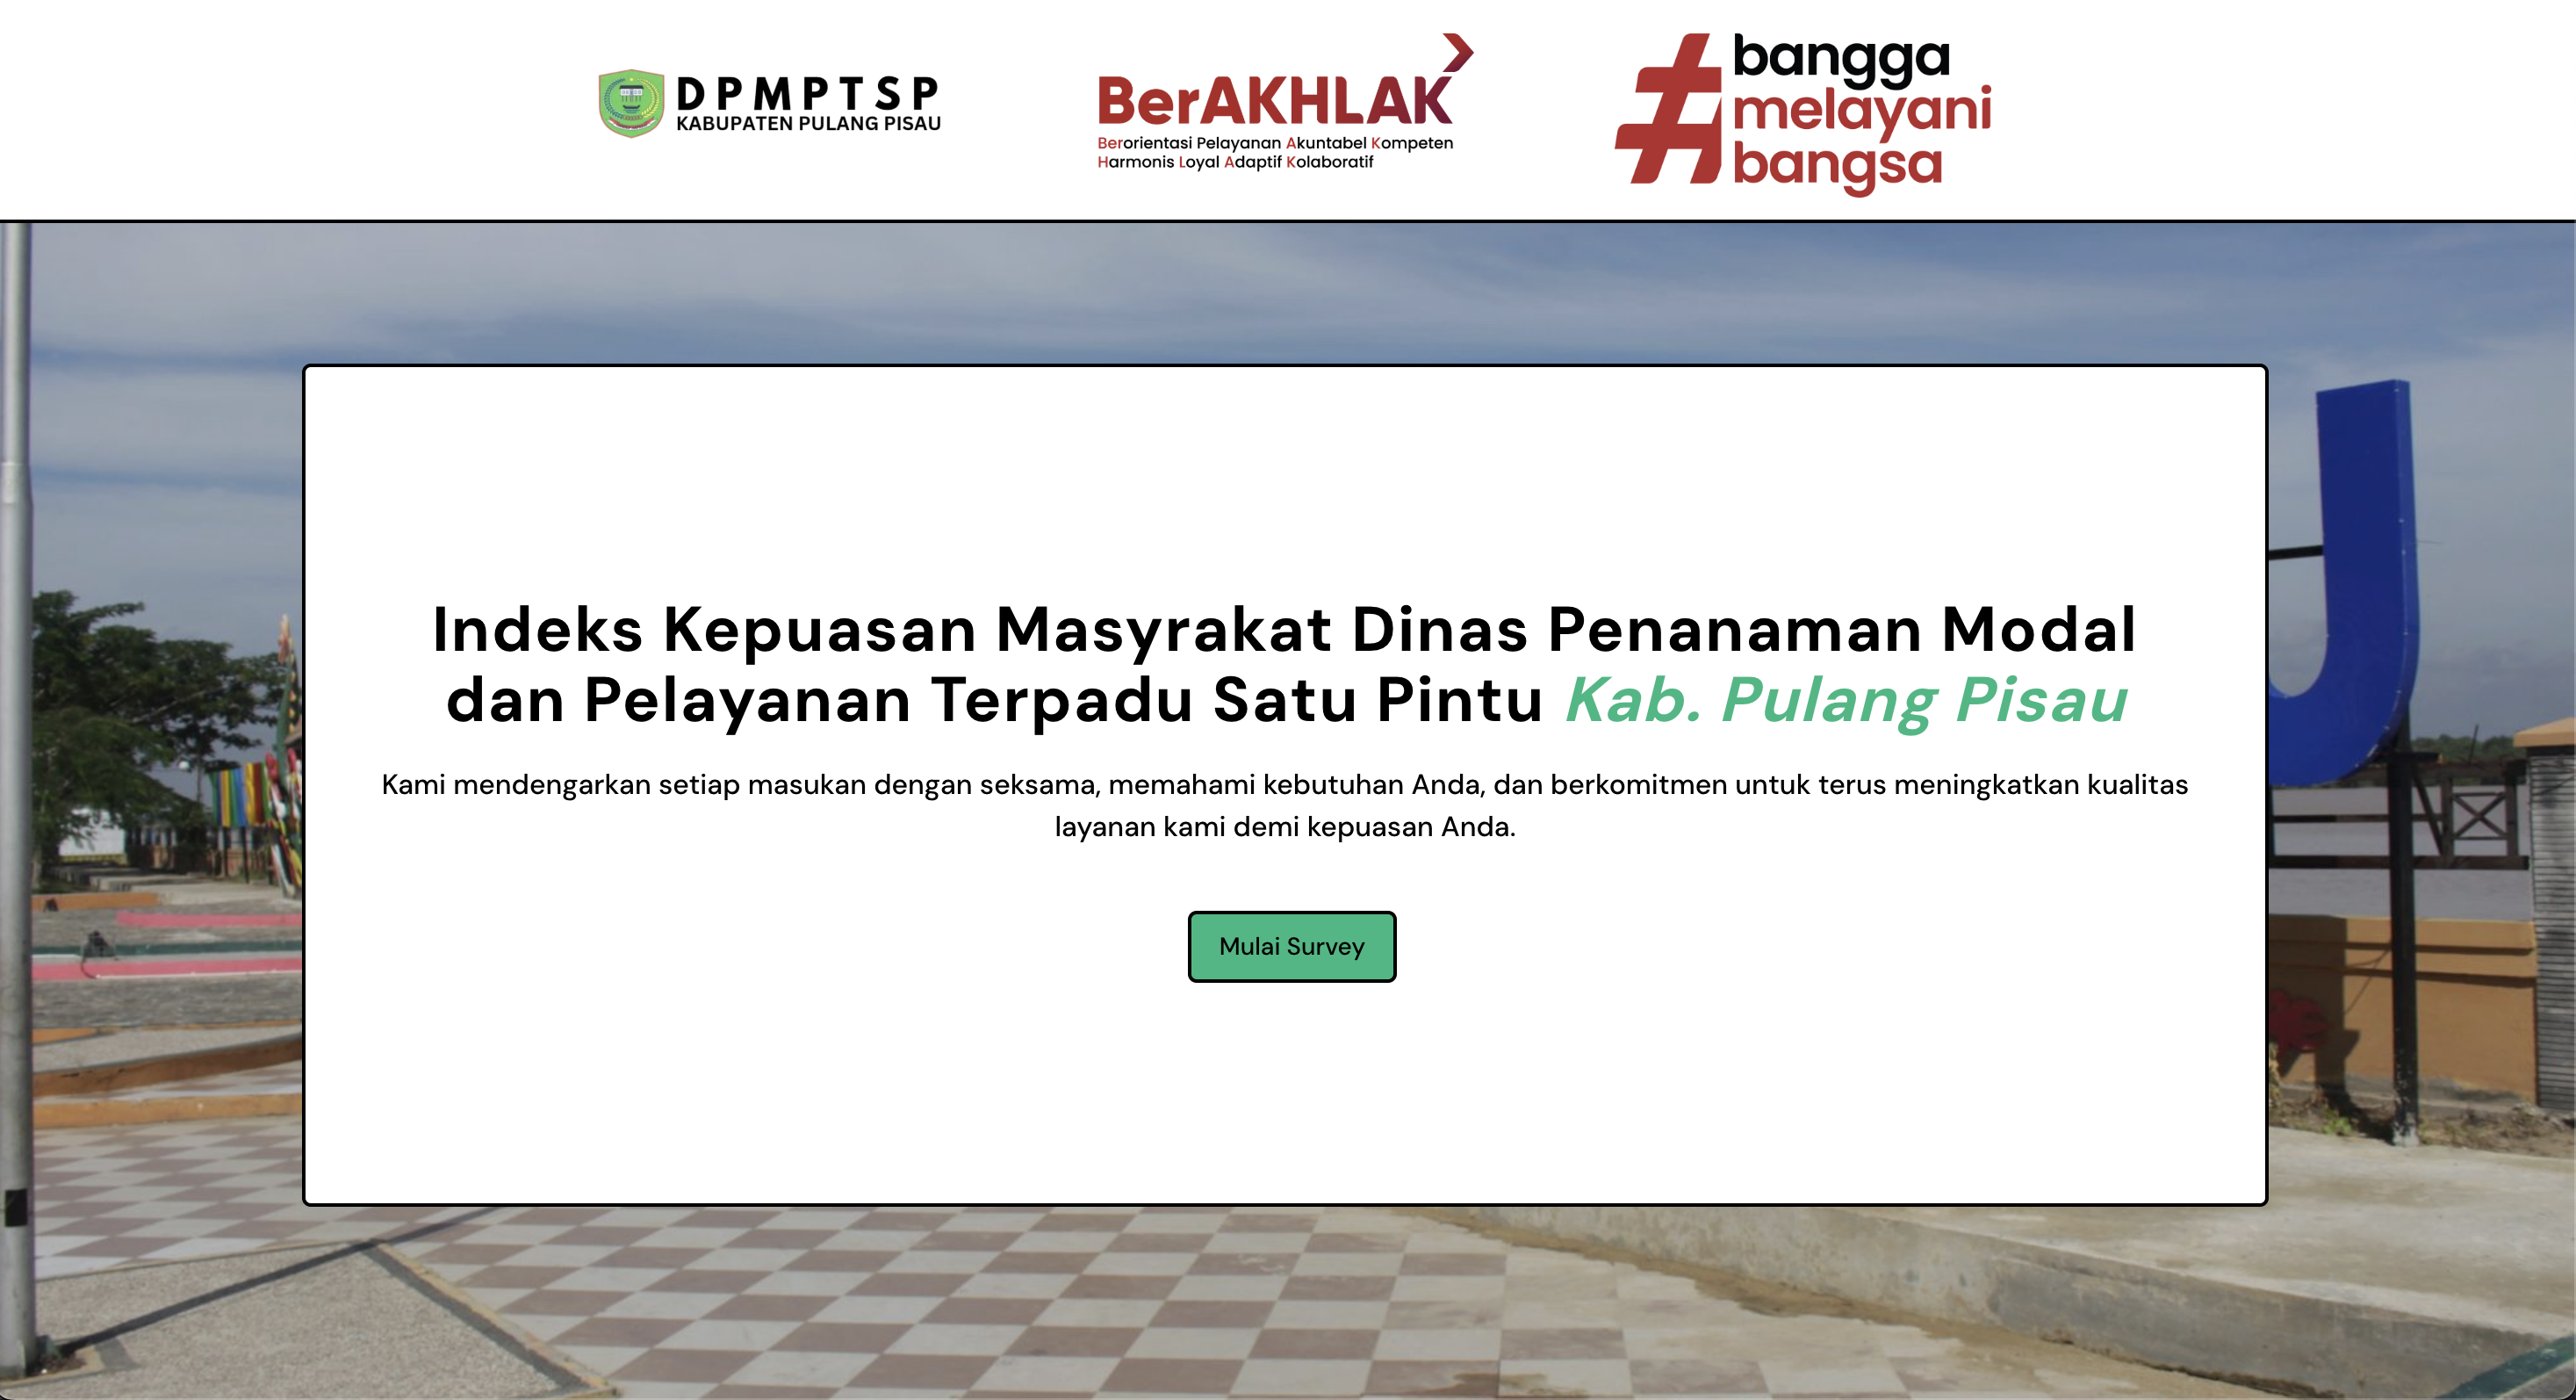 DPMPTSP
KABUPATEN PULANG PISAU
BerAKHLAK
Berorientasi Pelayanan Akuntabel Kompeten
Harmonis Loyal Adaptif Kolaboratif
#bangga
melayani
bangsa
Indeks Kepuasan Masyrakat Dinas Penanaman Modal
dan Pelayanan Terpadu Satu Pintu Kab. Pulang Pisau
Kami mendengarkan setiap masukan dengan seksama, memahami kebutuhan Anda, dan berkomitmen untuk terus meningkatkan kualitas
layanan kami demi kepuasan Anda.
Mulai Survey
U